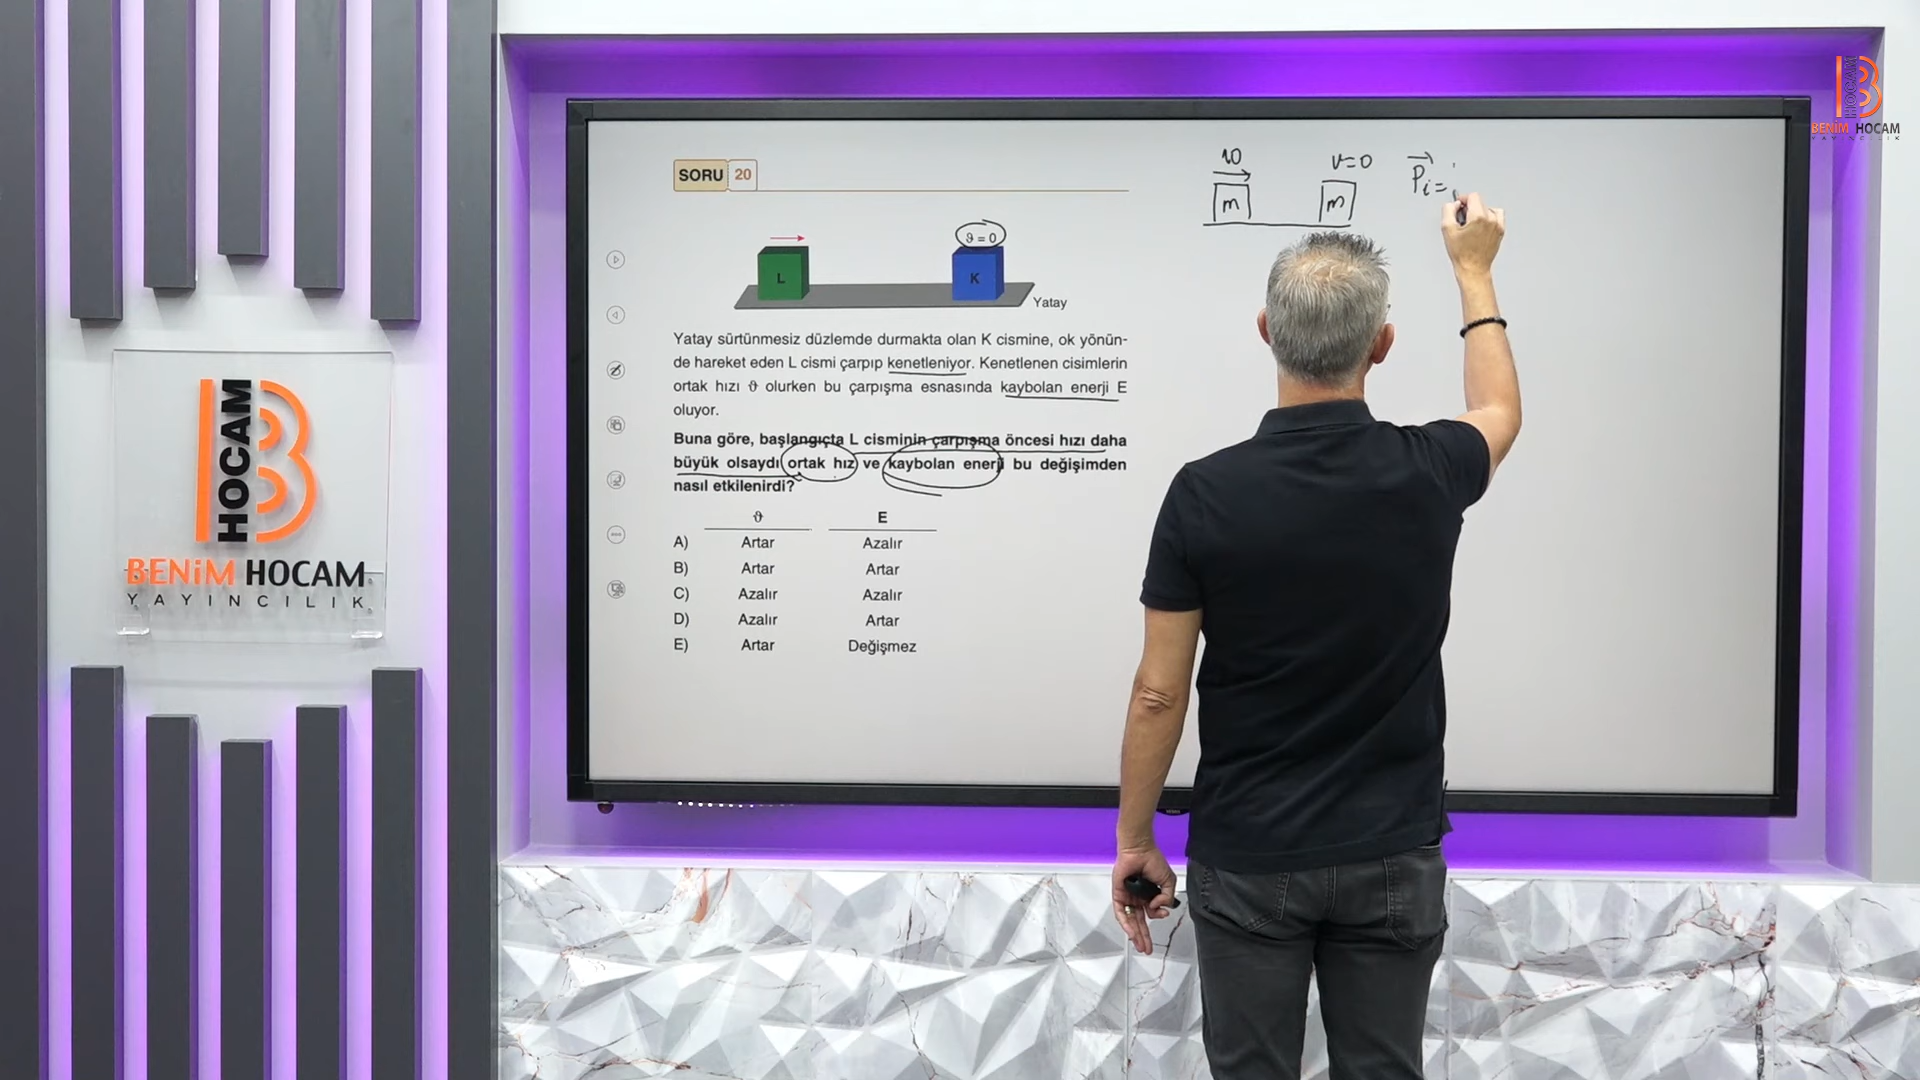 SORU 20
ϑ = 0
L
K
Yatay
Yatay sürtünmesiz düzlemde durmakta olan K cismine, ok yönün-
de hareket eden L cismi çarpıp kenetleniyor. Kenetlenen cisimlerin
ortak hızı ϑ olurken bu çarpışma esnasında kaybolan enerji E
oluyor.
Buna göre, başlangıçta L cisminin çarpışma öncesi hızı daha
büyük olsaydı ortak hız ve kaybolan enerji bu değişimden
nasıl etkilenirdi?
ϑ E
A) Artar Azalır
B) Artar Artar
C) Azalır Azalır
D) Azalır Artar
E) Artar Değişmez
10 v=0
m m
Pi=
BENİM HOCAM
YAYINCILIK
HOCAM
BENİM HOCAM
YAYINCILIK
HOCAM